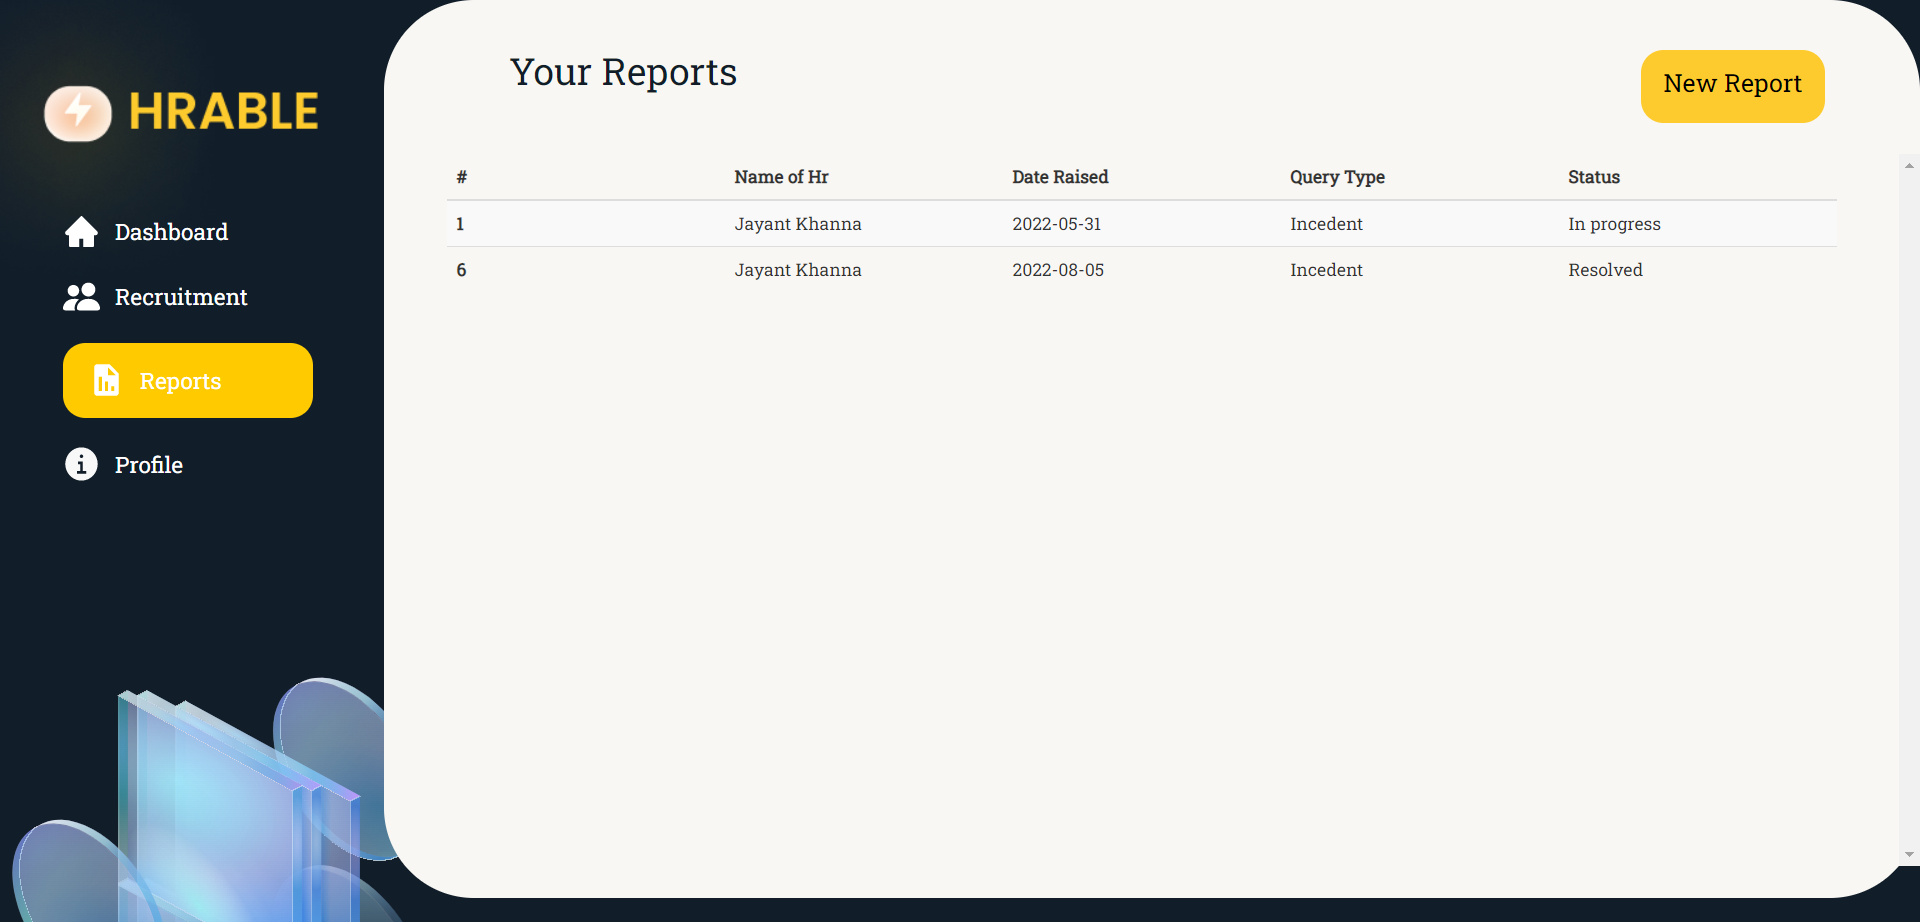 HRABLE
Dashboard
Recruitment
Reports
Profile
Your Reports
New Report
# Name of Hr Date Raised Query Type Status
1 Jayant Khanna 2022-05-31 Incedent In progress
6 Jayant Khanna 2022-08-05 Incedent Resolved